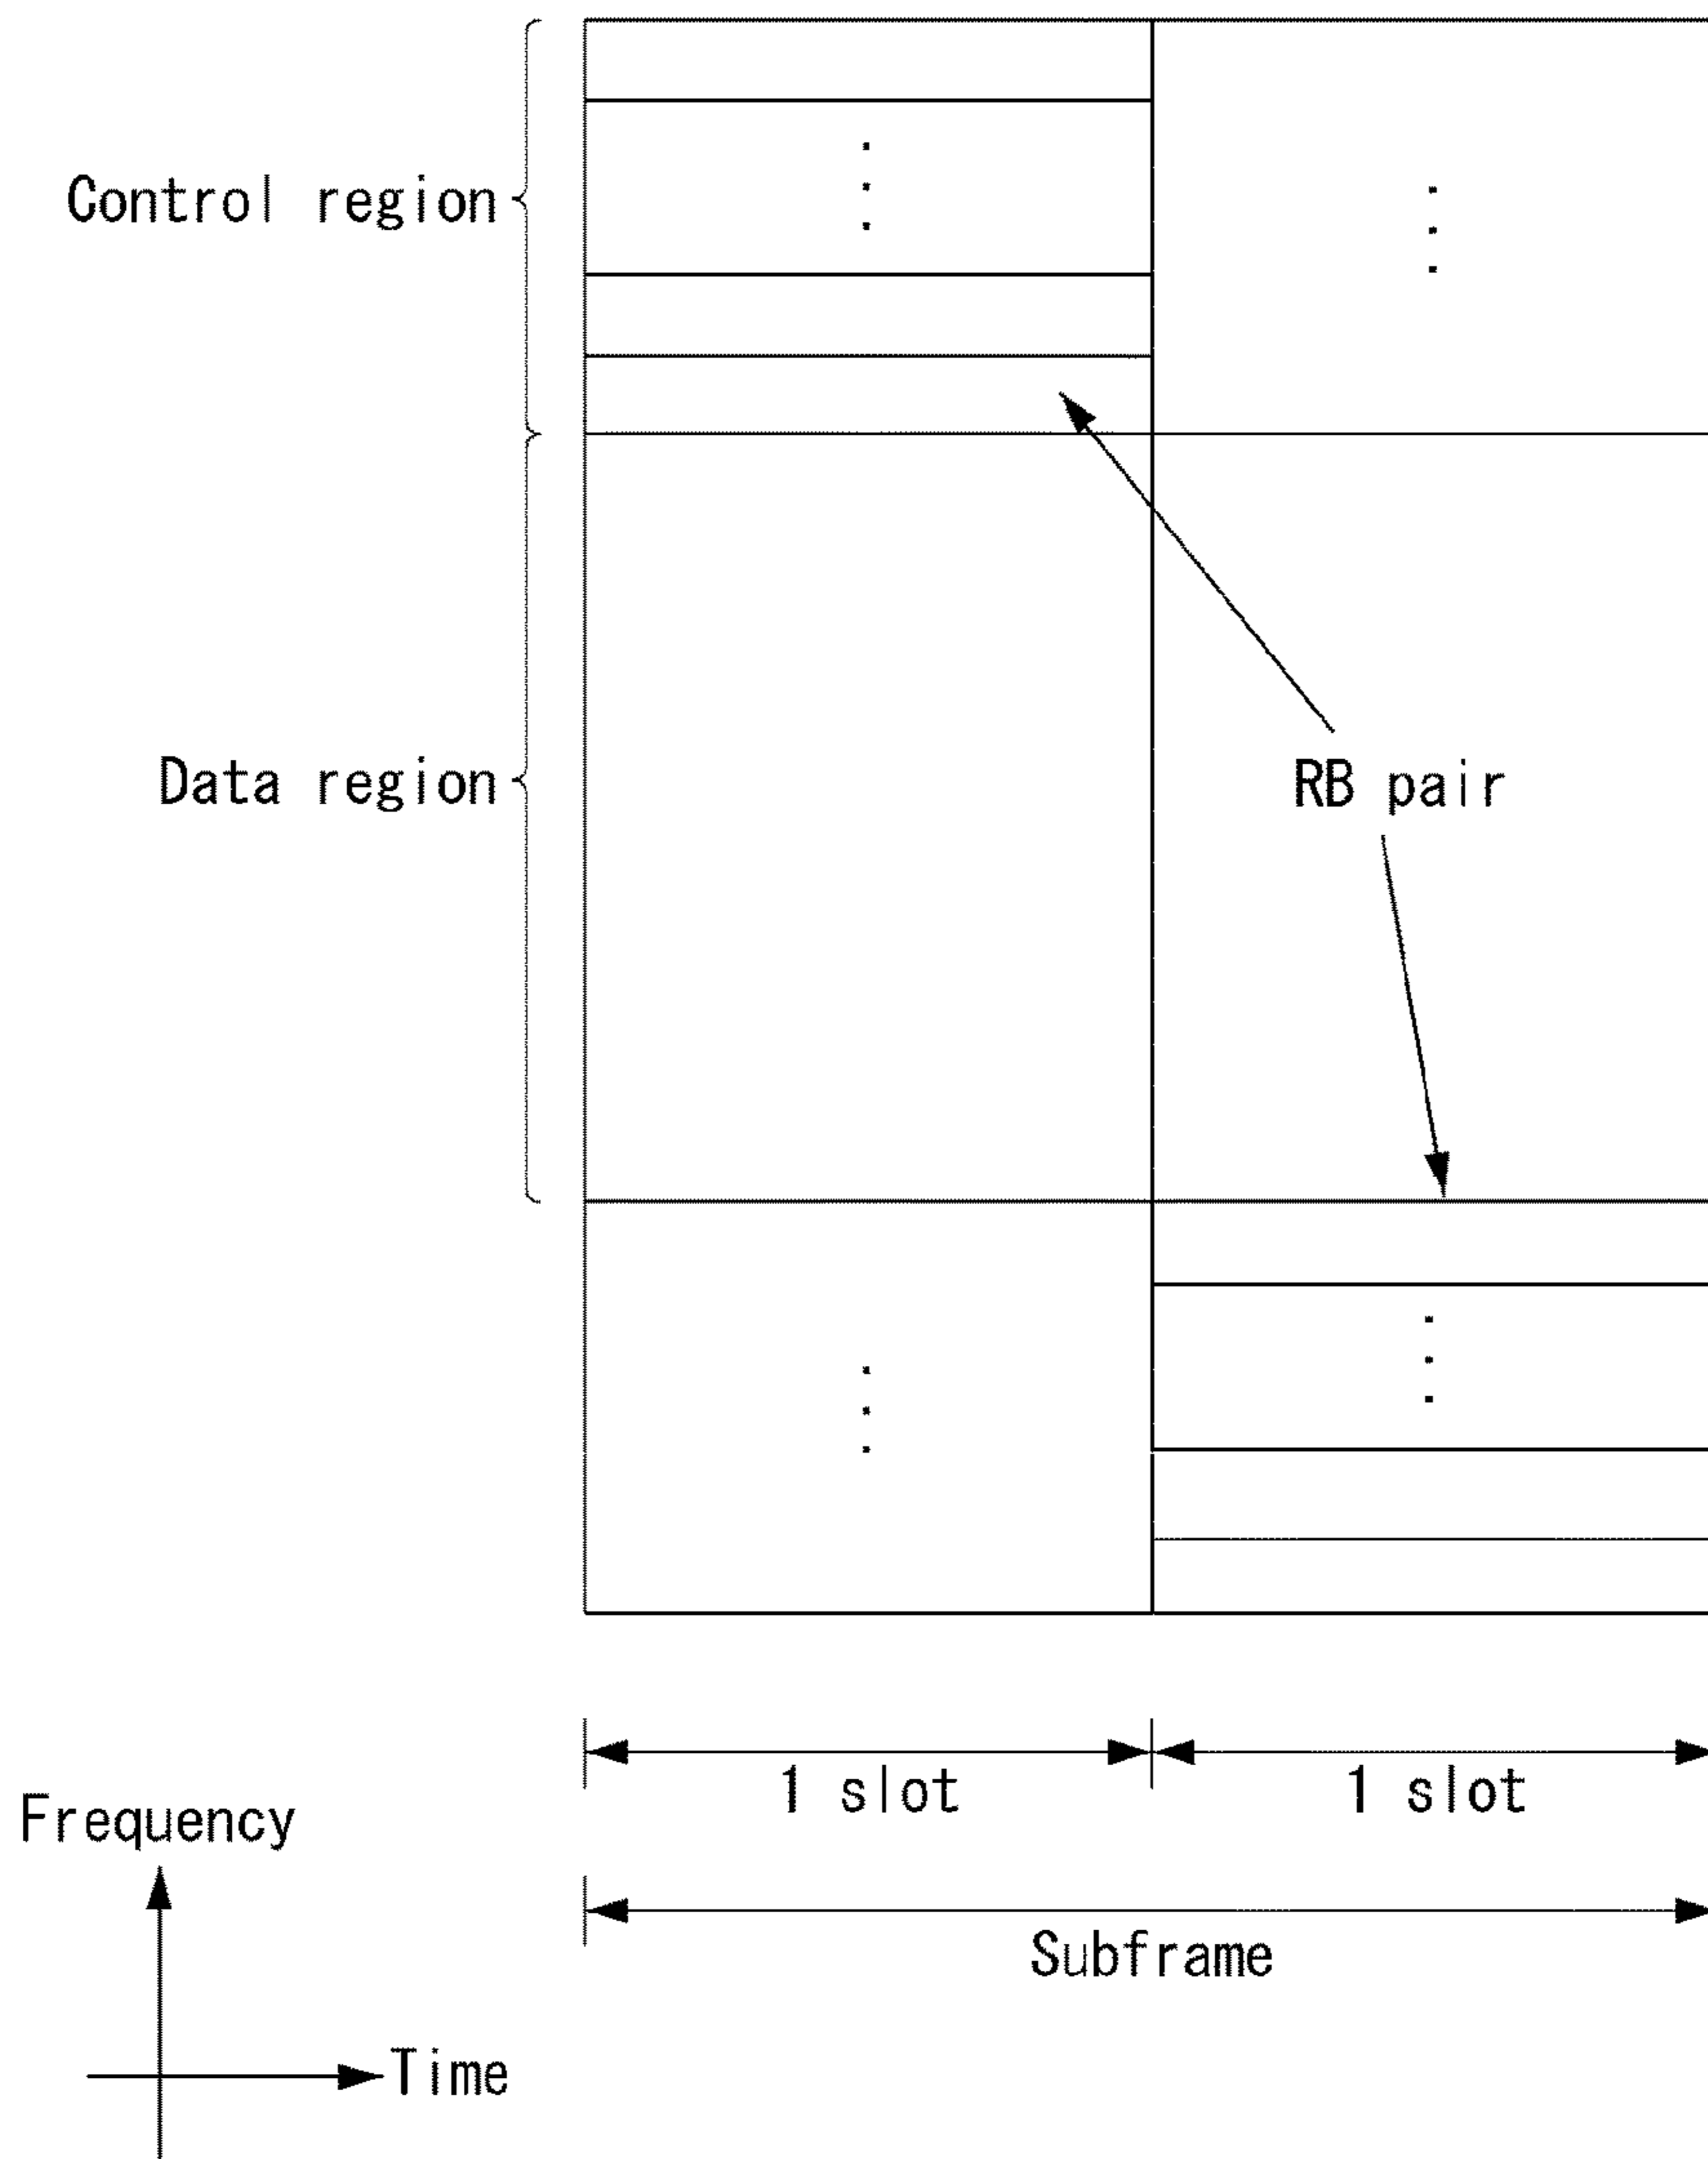 Control region
Data region
RB pair
1 slot
1 slot
Frequency
Subframe
Time